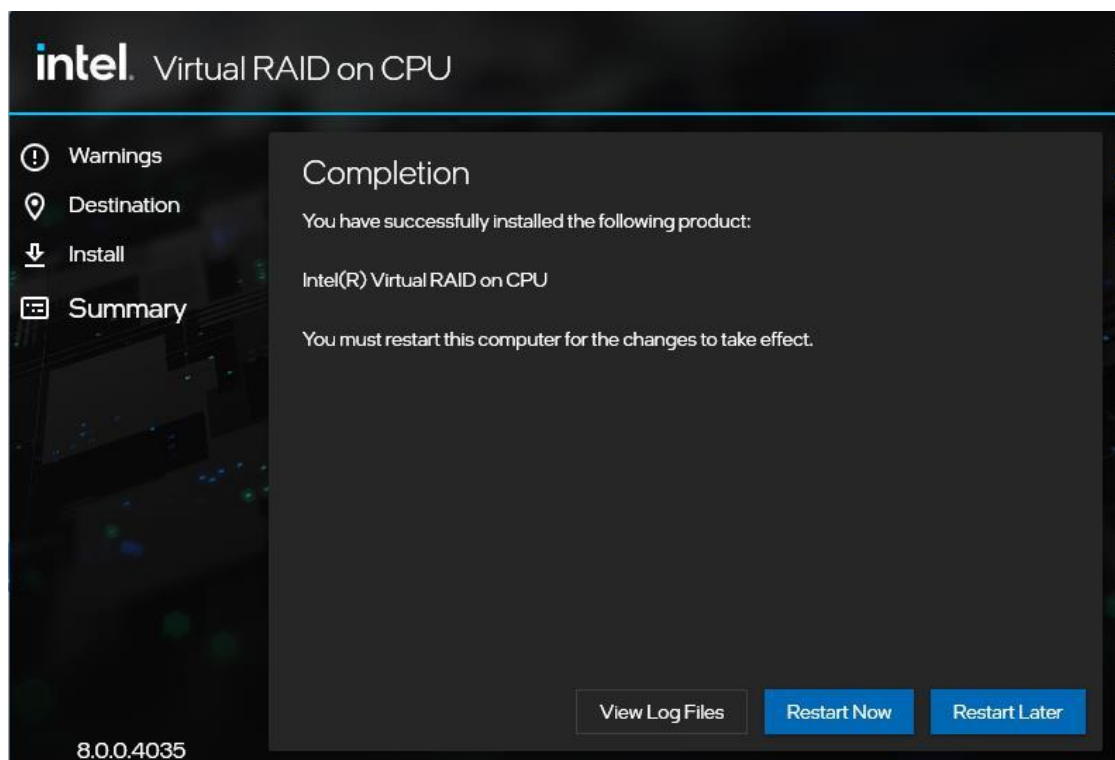 intel. Virtual RAID on CPU
Warnings
Destination
Install
Summary
Completion
You have successfully installed the following product:
Intel(R) Virtual RAID on CPU
You must restart this computer for the changes to take effect.
View Log Files
Restart Now
Restart Later
8.0.0.4035